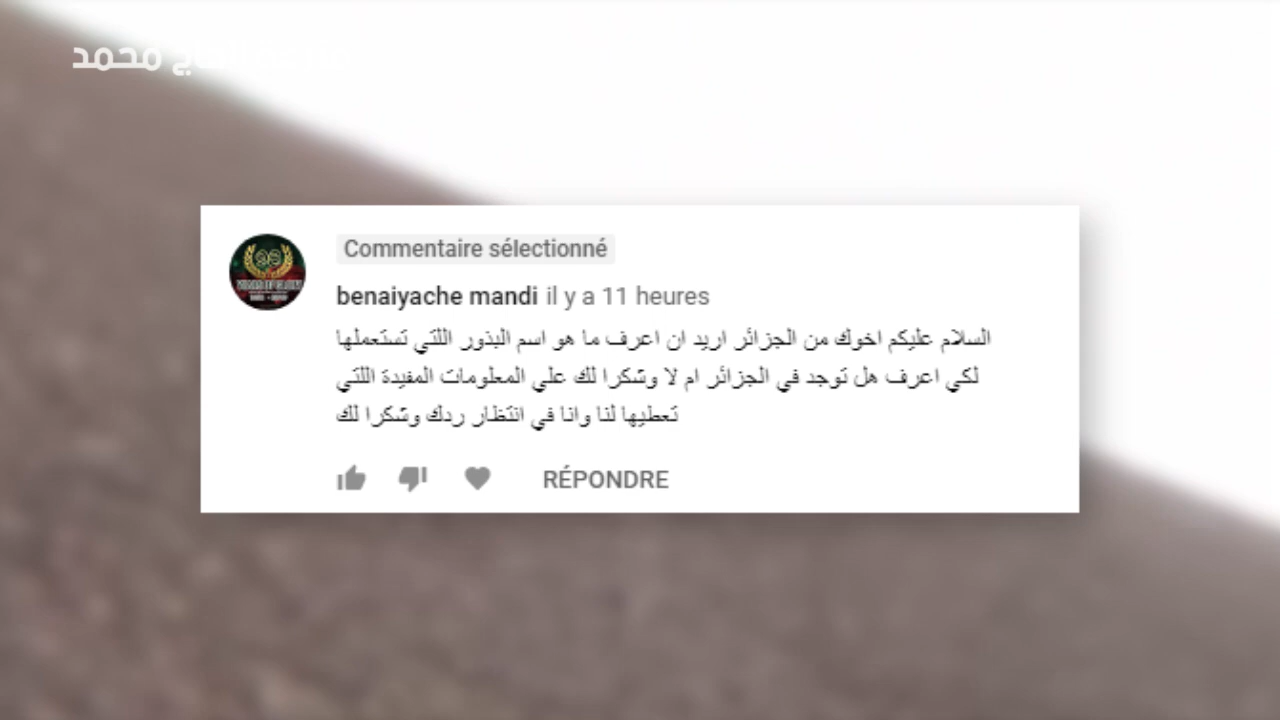 محمد
Commentaire sélectionné
benaiyache mandi il y a 11 heures
السلام عليكم اخوك من الجزائر اريد ان اعرف ما هو اسم البذور اللتي تستعملها
لكي اعرف هل توجد في الجزائر ام لا وشكرا لك علي المعلومات المفيدة اللتي
تعطيها لنا وانا في انتظار ردك وشكرا لك
RÉPONDRE